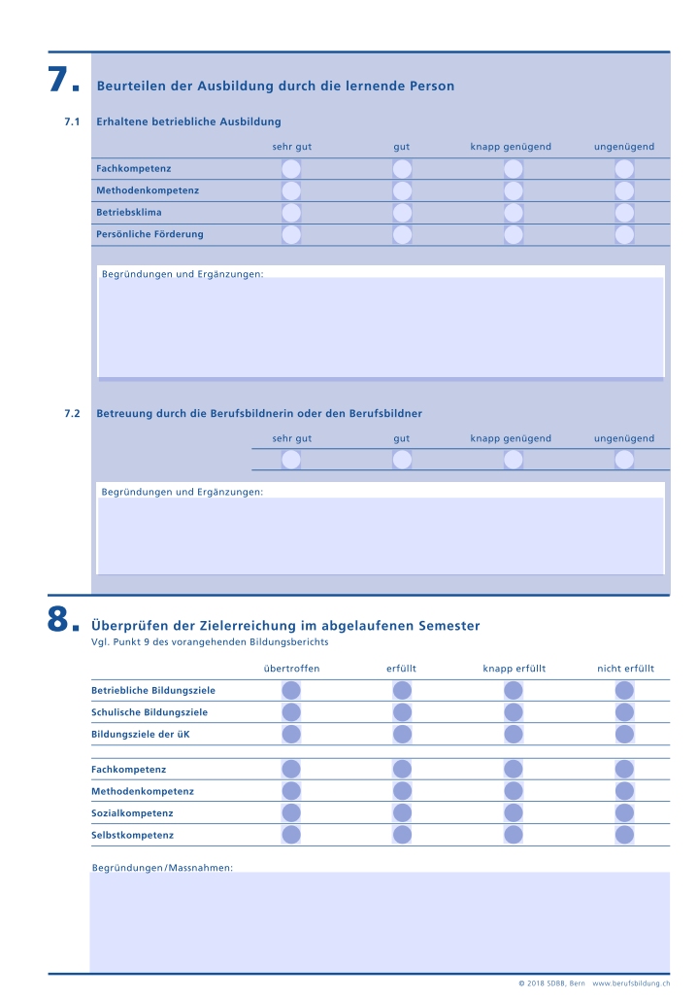 7. Beurteilen der Ausbildung durch die lernende Person
7.1 Erhaltene betriebliche Ausbildung
sehr gut gut knapp genügend ungenügend
Fachkompetenz
Methodenkompetenz
Betriebsklima
Persönliche Förderung
Begründungen und Ergänzungen:
7.2 Betreuung durch die Berufsbildnerin oder den Berufsbildner
sehr gut gut knapp genügend ungenügend
Begründungen und Ergänzungen:
8. Überprüfen der Zielerreichung im abgelaufenen Semester
Vgl. Punkt 9 des vorangehenden Bildungsberichts
übertroffen erfüllt knapp erfüllt nicht erfüllt
Betriebliche Bildungsziele
Schulische Bildungsziele
Bildungsziele der üK
Fachkompetenz
Methodenkompetenz
Sozialkompetenz
Selbstkompetenz
Begründungen/Massnahmen:
© 2018 SDBB, Bern www.berufsbildung.ch